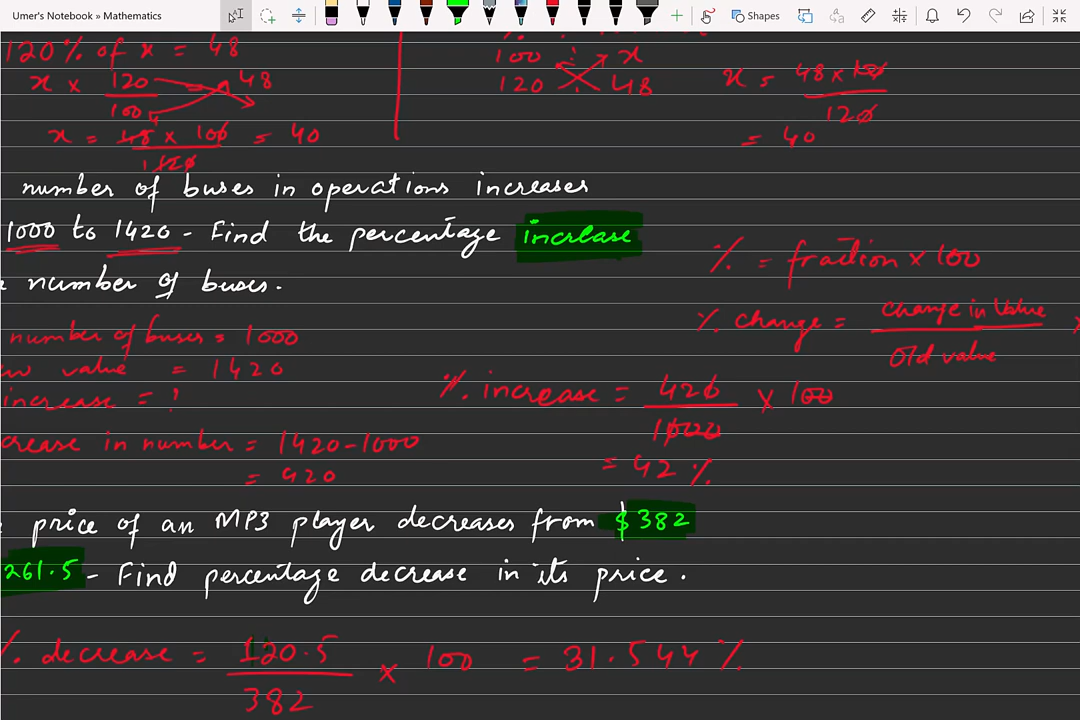 Umer's Notebook » Mathematics
Shapes
120% of x = 48
x × 120/100 = 48
x = 48 × 100/120 = 40
100 : x
120 48
x = 48 × 100/120
= 40
number of buses in operations increases
1000 to 1420 - Find the percentage increase
number of buses.
number of buses = 1000
value = 1420
increase = ?
in number = 1420 - 1000
= 420
% = fraction × 100
% change = change in value/old value ×
% increase = 420/1000 × 100
= 42 %
price of an MP3 player decreases from $382
261.5 - Find percentage decrease in its price.
% decrease = 120.5/382 × 100 = 31.544 %